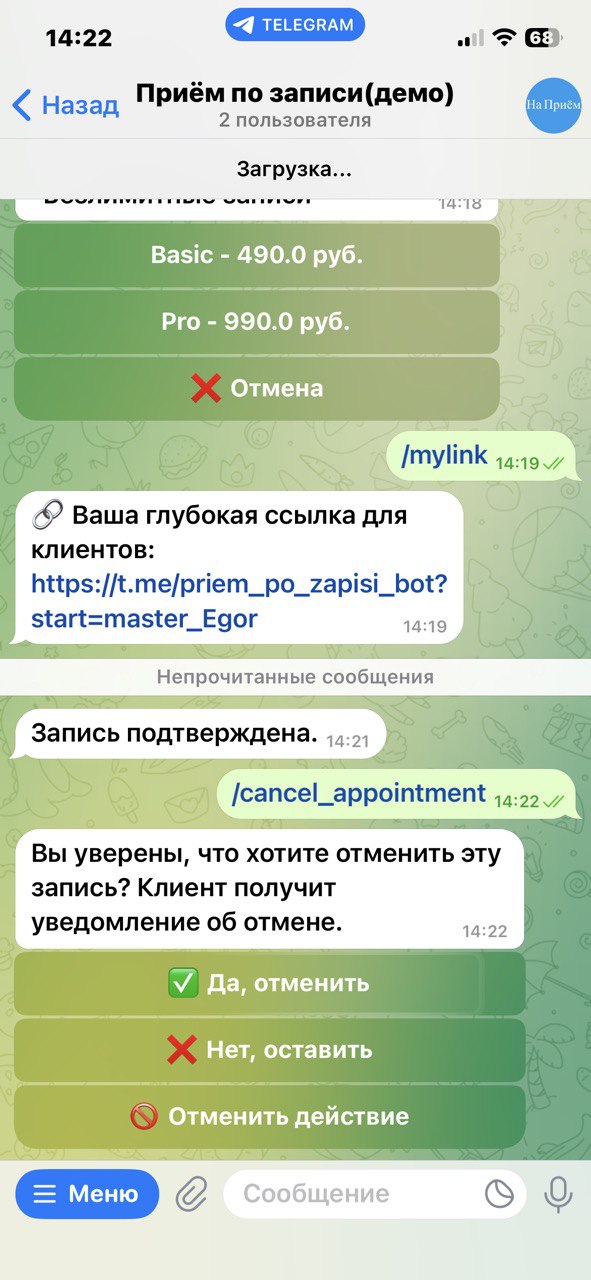 14:22
TELEGRAM
68
Назад
Приём по записи(демо)
2 пользователя
На Приём
Загрузка...
Безлимитные записи
14:18
Basic - 490.0 руб.
Pro - 990.0 руб.
❌ Отмена
/mylink 14:19
🔗 Ваша глубокая ссылка для
клиентов:
https://t.me/priem_po_zapisi_bot?
start=master_Egor
14:19
Непрочитанные сообщения
Запись подтверждена. 14:21
/cancel_appointment 14:22
Вы уверены, что хотите отменить эту
запись? Клиент получит
уведомление об отмене.
14:22
✅ Да, отменить
❌ Нет, оставить
🚫 Отменить действие
Меню
Сообщение